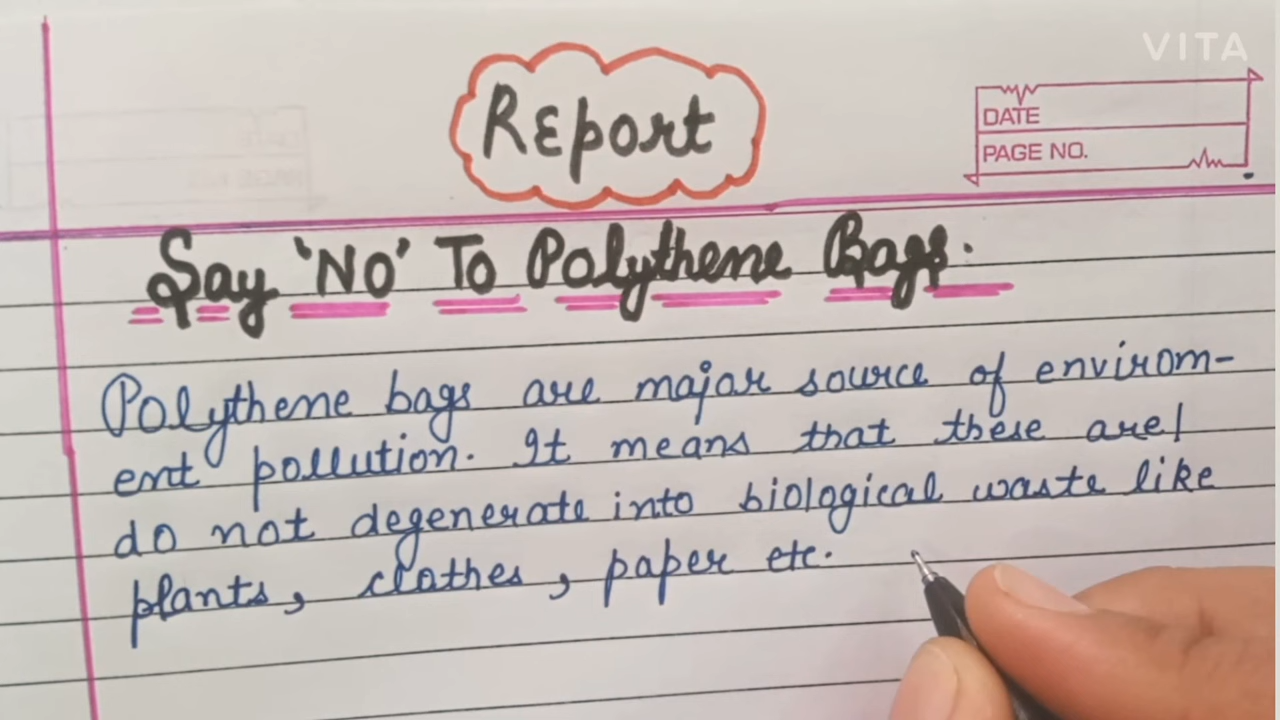 VITA
Report
DATE
PAGE NO.
Say 'NO' To Polythene Bags.
Polythene bags are major source of envirom-
ent pollution. It means that these are/
do not degenerate into biological waste like
plants, clothes, paper etc.